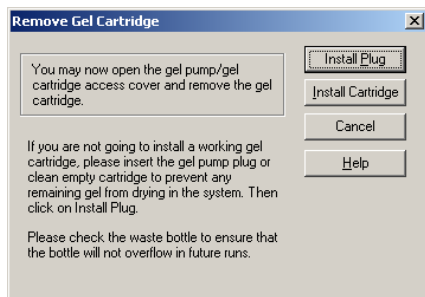 Remove Gel Cartridge
You may now open the gel pump/gel
cartridge access cover and remove the gel
cartridge.
Install Plug
Install Cartridge
Cancel
Help
If you are not going to install a working gel
cartridge, please insert the gel pump plug or
clean empty cartridge to prevent any
remaining gel from drying in the system. Then
click on Install Plug.
Please check the waste bottle to ensure that
the bottle will not overflow in future runs.